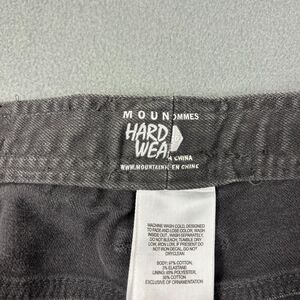 MOUN OMMES
HARD
WEA
A CHINA
WWW.MOUNTAINH EN CHINE
MACHINE WASH COLD, DESIGNED
TO FADE AND LOSE COLOR, WASH
INSIDE OUT, WASH SEPARATELY,
DO NOT BLEACH, TUMBLE DRY
LOW, IRON LOW, IF DESIRED
DO NOT IRON DECAL, DO NOT
DRYCLEAN.
BODY: 97% COTTON,
3% ELASTANE
LINING: 65% POLYESTER,
35% COTTON
EXCLUSIVE OF ORNAMENTATION